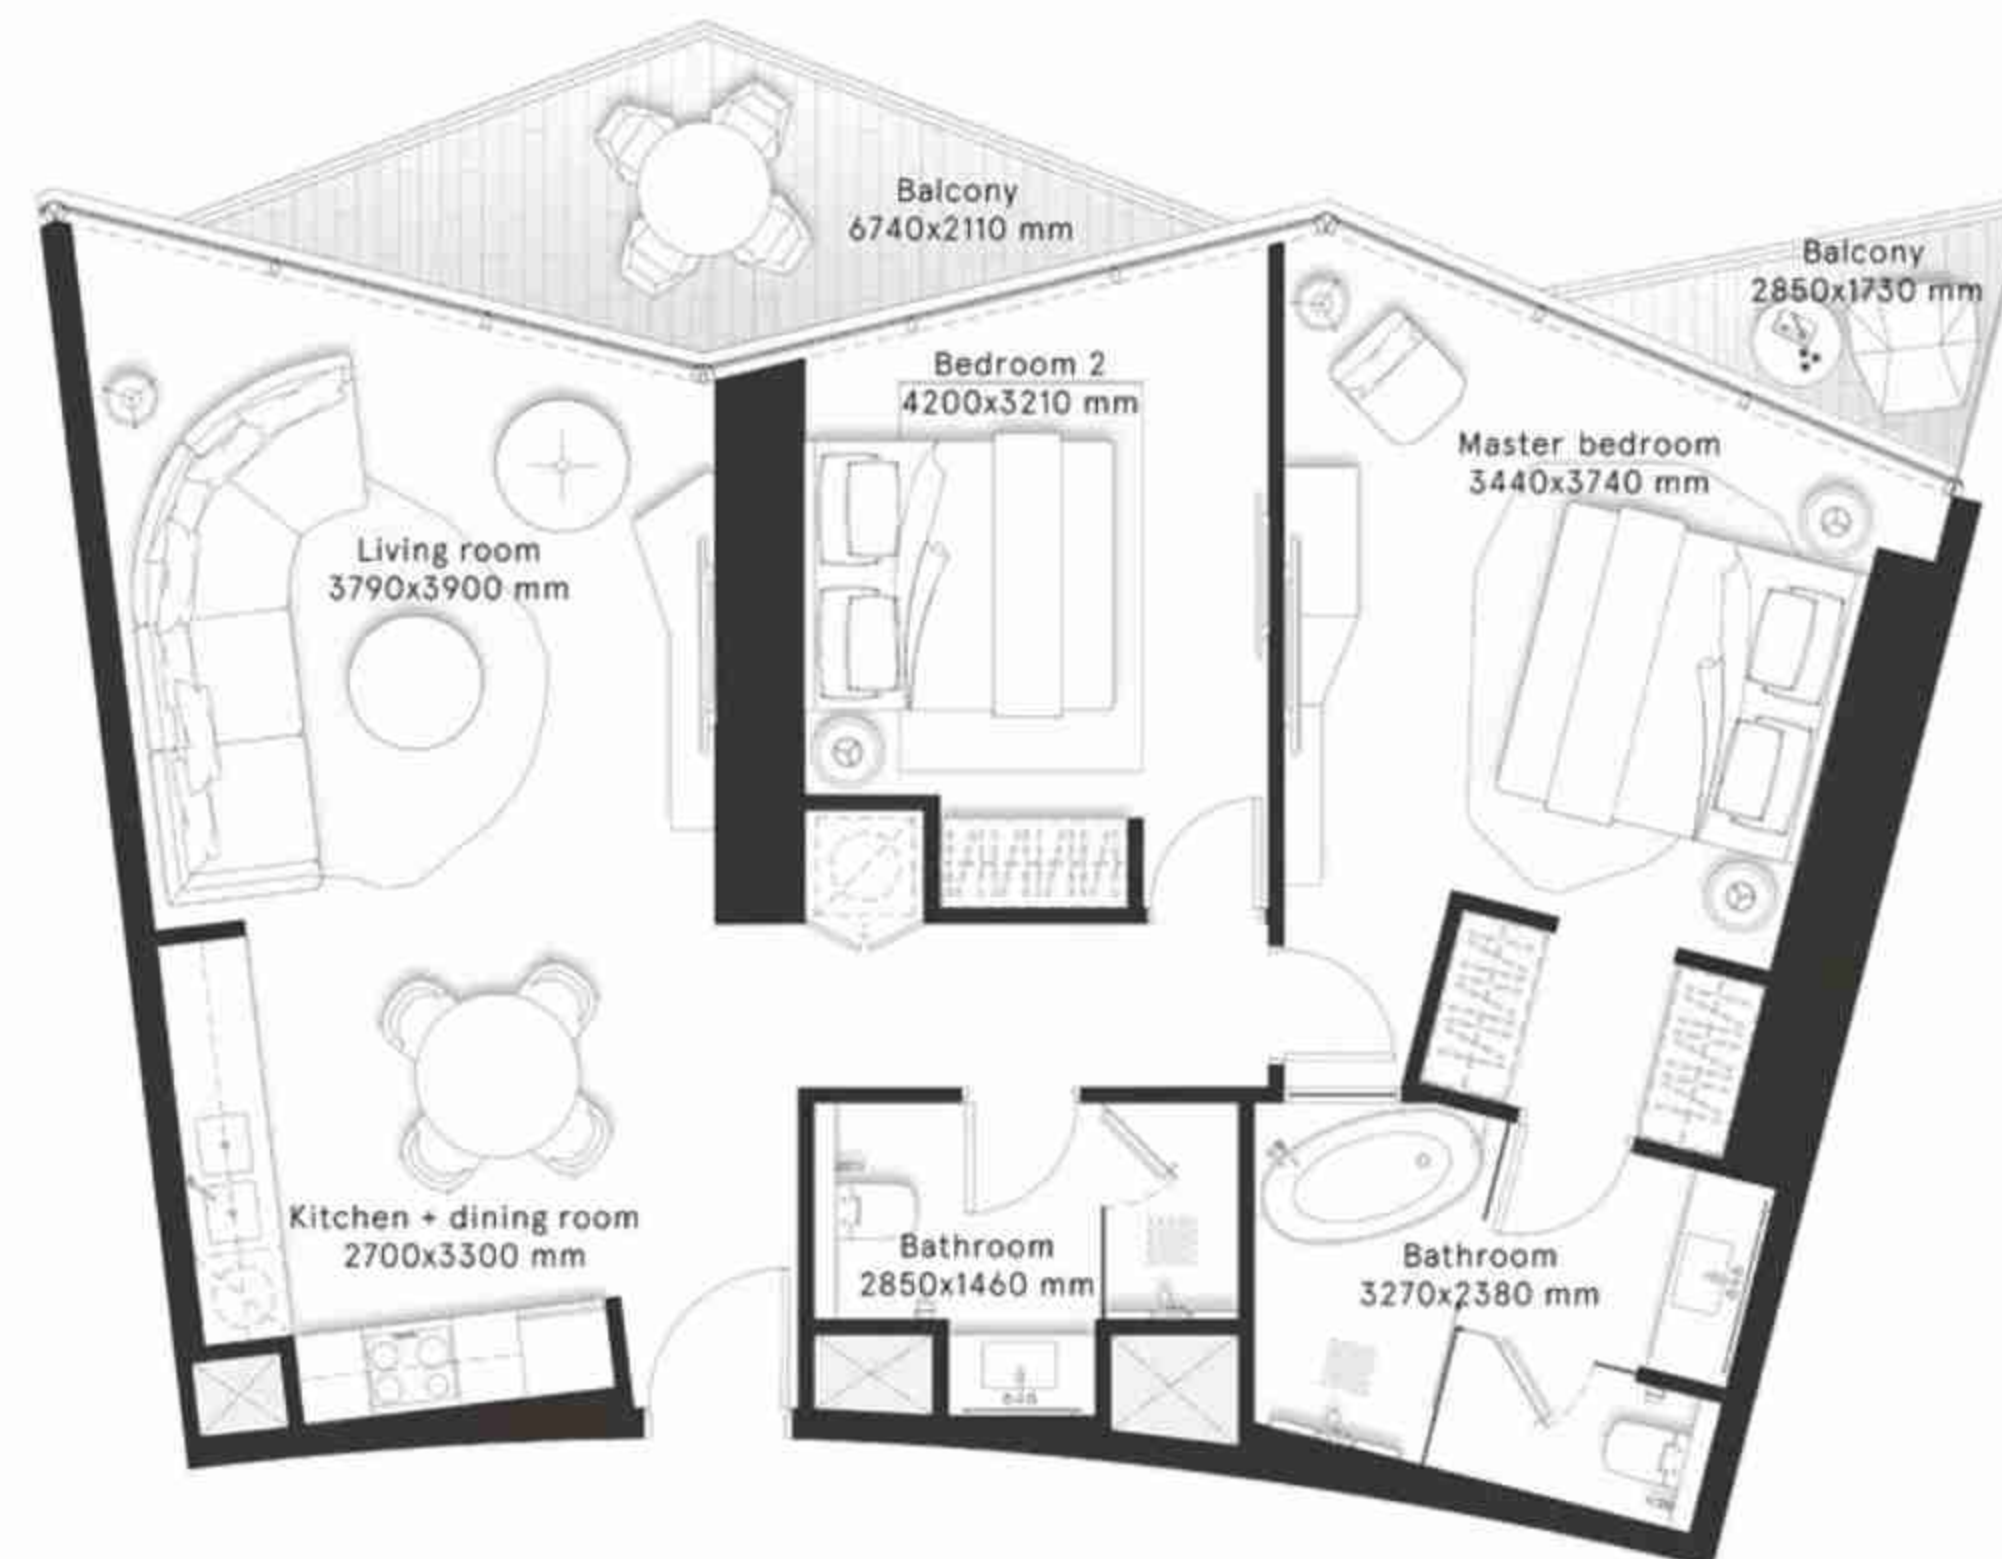 Balcony
6740x2110 mm
Balcony
2850x1730 mm
Bedroom 2
4200x3210 mm
Master bedroom
3440x3740 mm
Living room
3790x3900 mm
Kitchen + dining room
2700x3300 mm
Bathroom
2850x1460 mm
Bathroom
3270x2380 mm